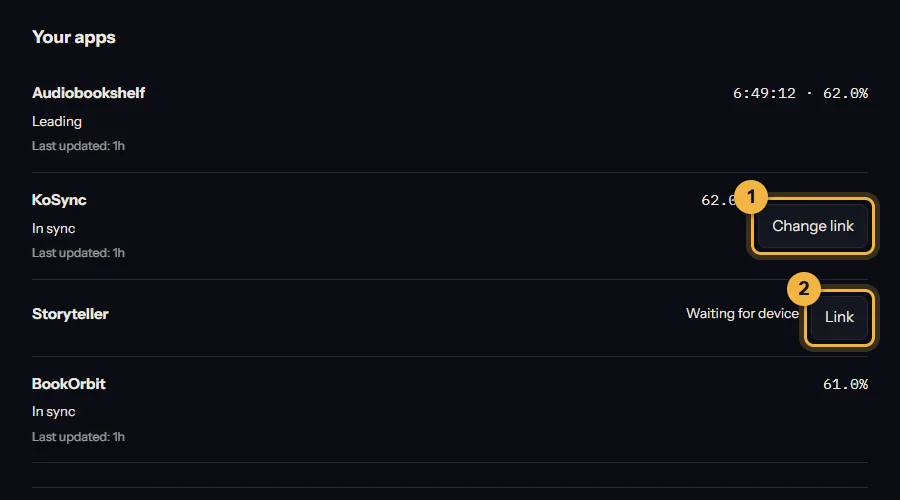 Your apps
Audiobookshelf
6:49:12 · 62.0%
Leading
Last updated: 1h
KoSync
62.0
1
In sync
Change link
Last updated: 1h
2
Storyteller
Waiting for device
Link
BookOrbit
61.0%
In sync
Last updated: 1h